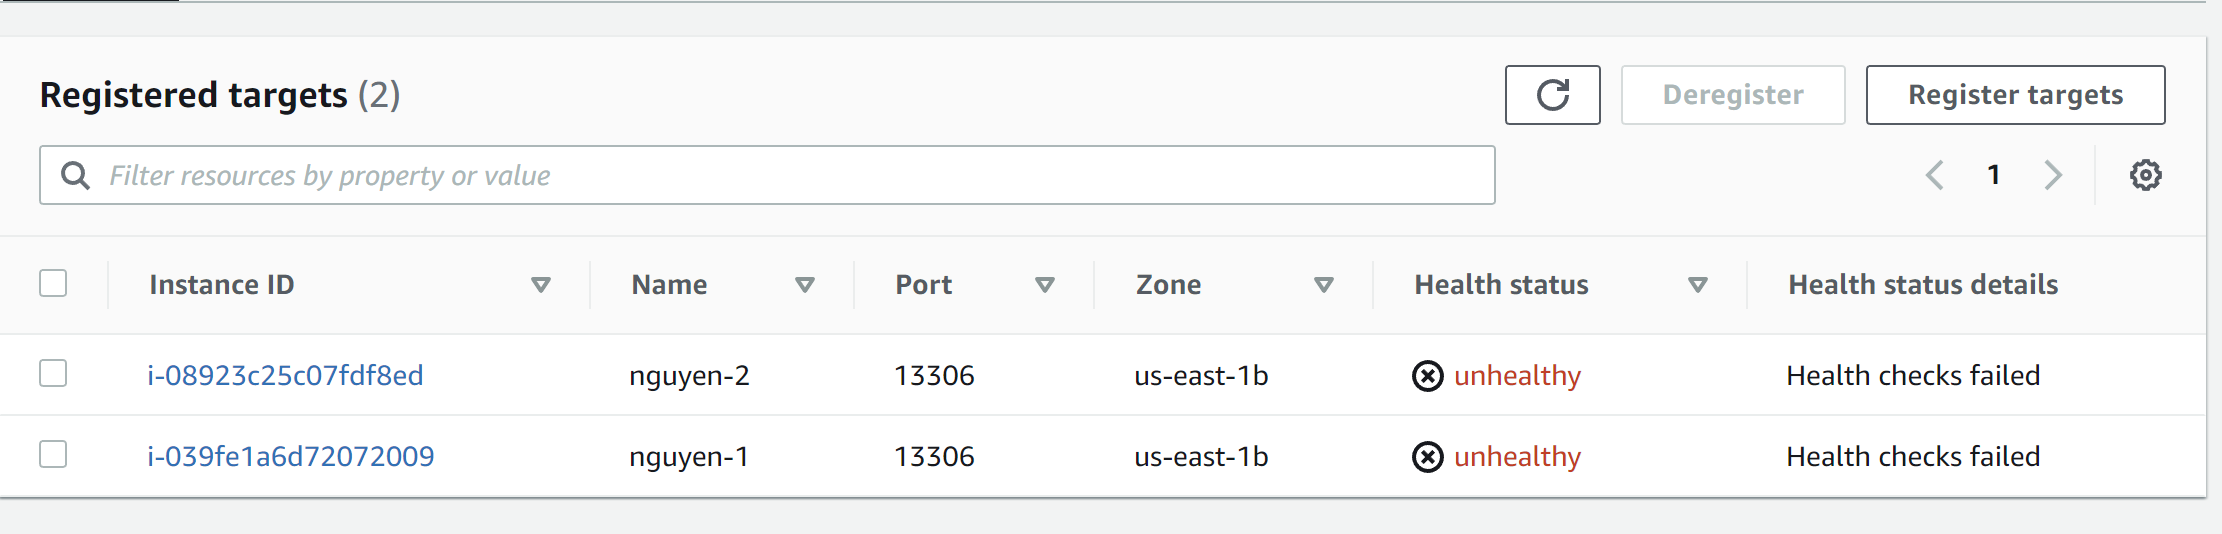 Registered targets (2)
Deregister
Register targets
Filter resources by property or value
1
Instance ID Name Port Zone Health status Health status details
i-08923c25c07fdf8ed nguyen-2 13306 us-east-1b unhealthy Health checks failed
i-039fe1a6d72072009 nguyen-1 13306 us-east-1b unhealthy Health checks failed